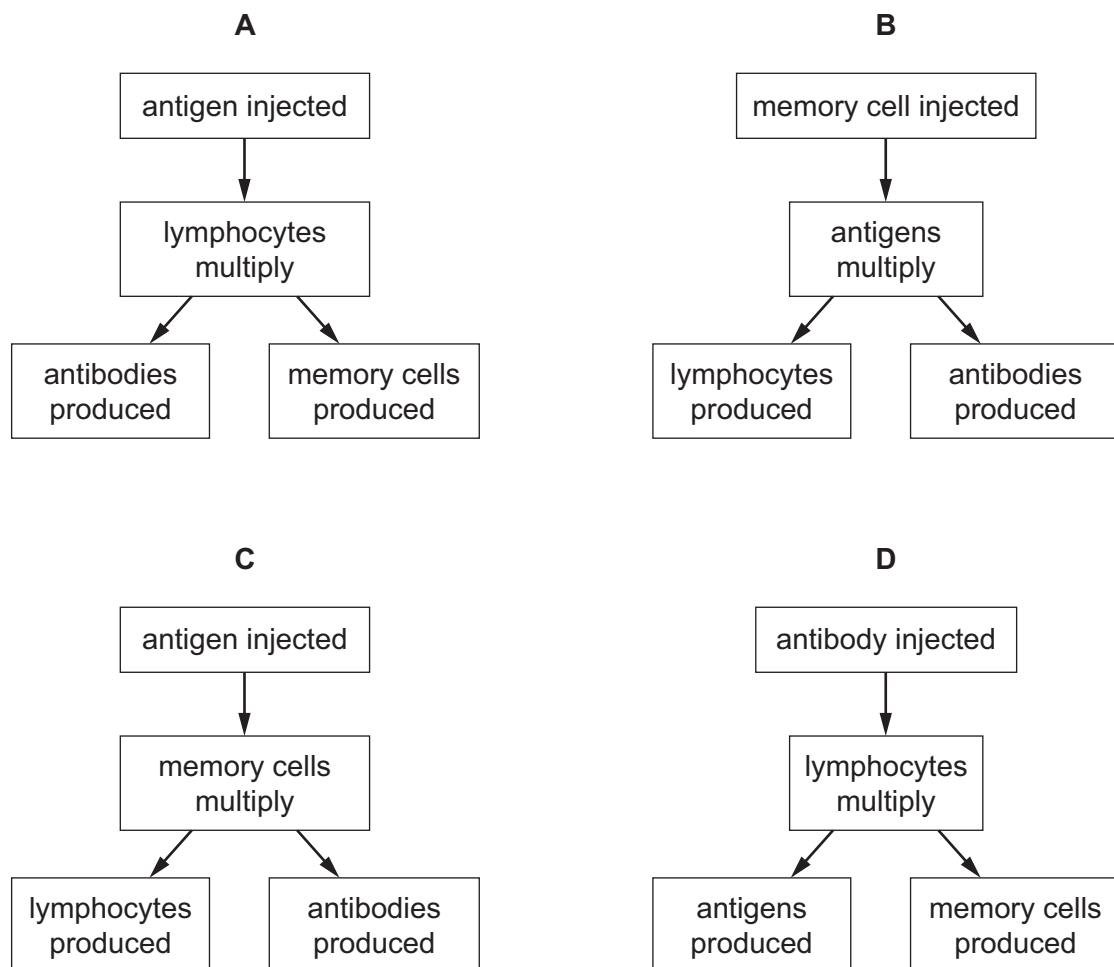 A
antigen injected
lymphocytes
multiply
antibodies
produced
memory cells
produced
B
memory cell injected
antigens
multiply
lymphocytes
produced
antibodies
produced
C
antigen injected
memory cells
multiply
lymphocytes
produced
antibodies
produced
D
antibody injected
lymphocytes
multiply
antigens
produced
memory cells
produced